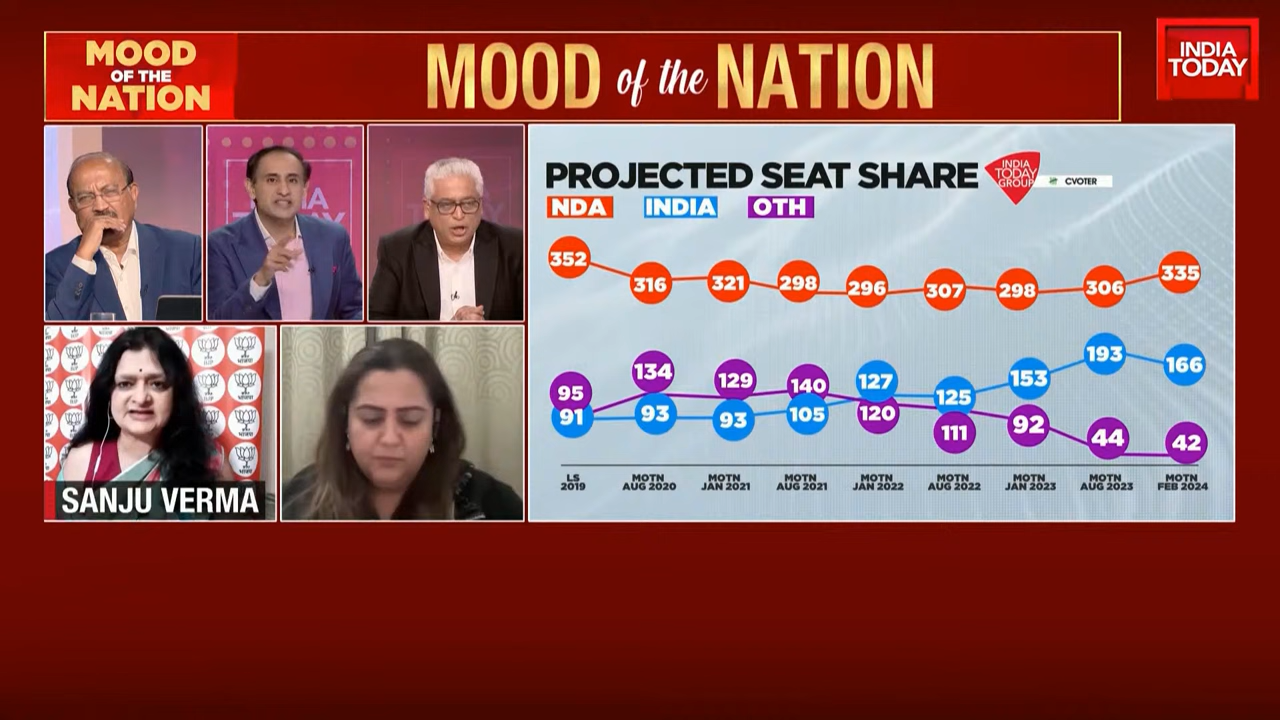 MOOD
OF THE
NATION
MOOD of the NATION
INDIA
TODAY
PROJECTED SEAT SHARE
INDIA
TODAY
GROUP
CVOTER
NDA INDIA OTH
352 316 321 298 296 307 298 306 335
95 134 129 140 127 125 153 193 166
91 93 93 105 120 111 92 44 42
LS MOTN MOTN MOTN MOTN MOTN MOTN MOTN MOTN
2019 AUG 2020 JAN 2021 AUG 2021 JAN 2022 AUG 2022 JAN 2023 AUG 2023 FEB 2024
SANJU VERMA